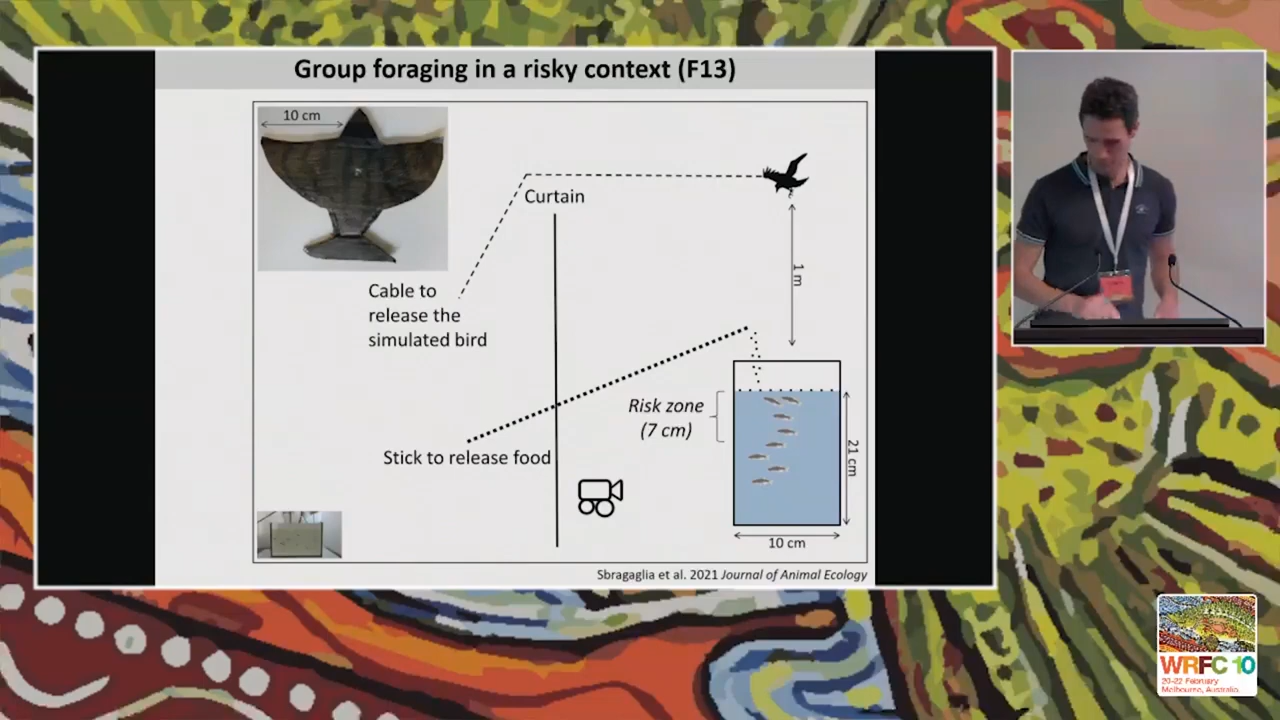 Group foraging in a risky context (F13)
10 cm
Curtain
1 m
Cable to
release the
simulated bird
Risk zone
(7 cm)
21 cm
Stick to release food
10 cm
Sbragaglia et al. 2021 Journal of Animal Ecology
WRFC 10
20-22 February
Melbourne, Australia